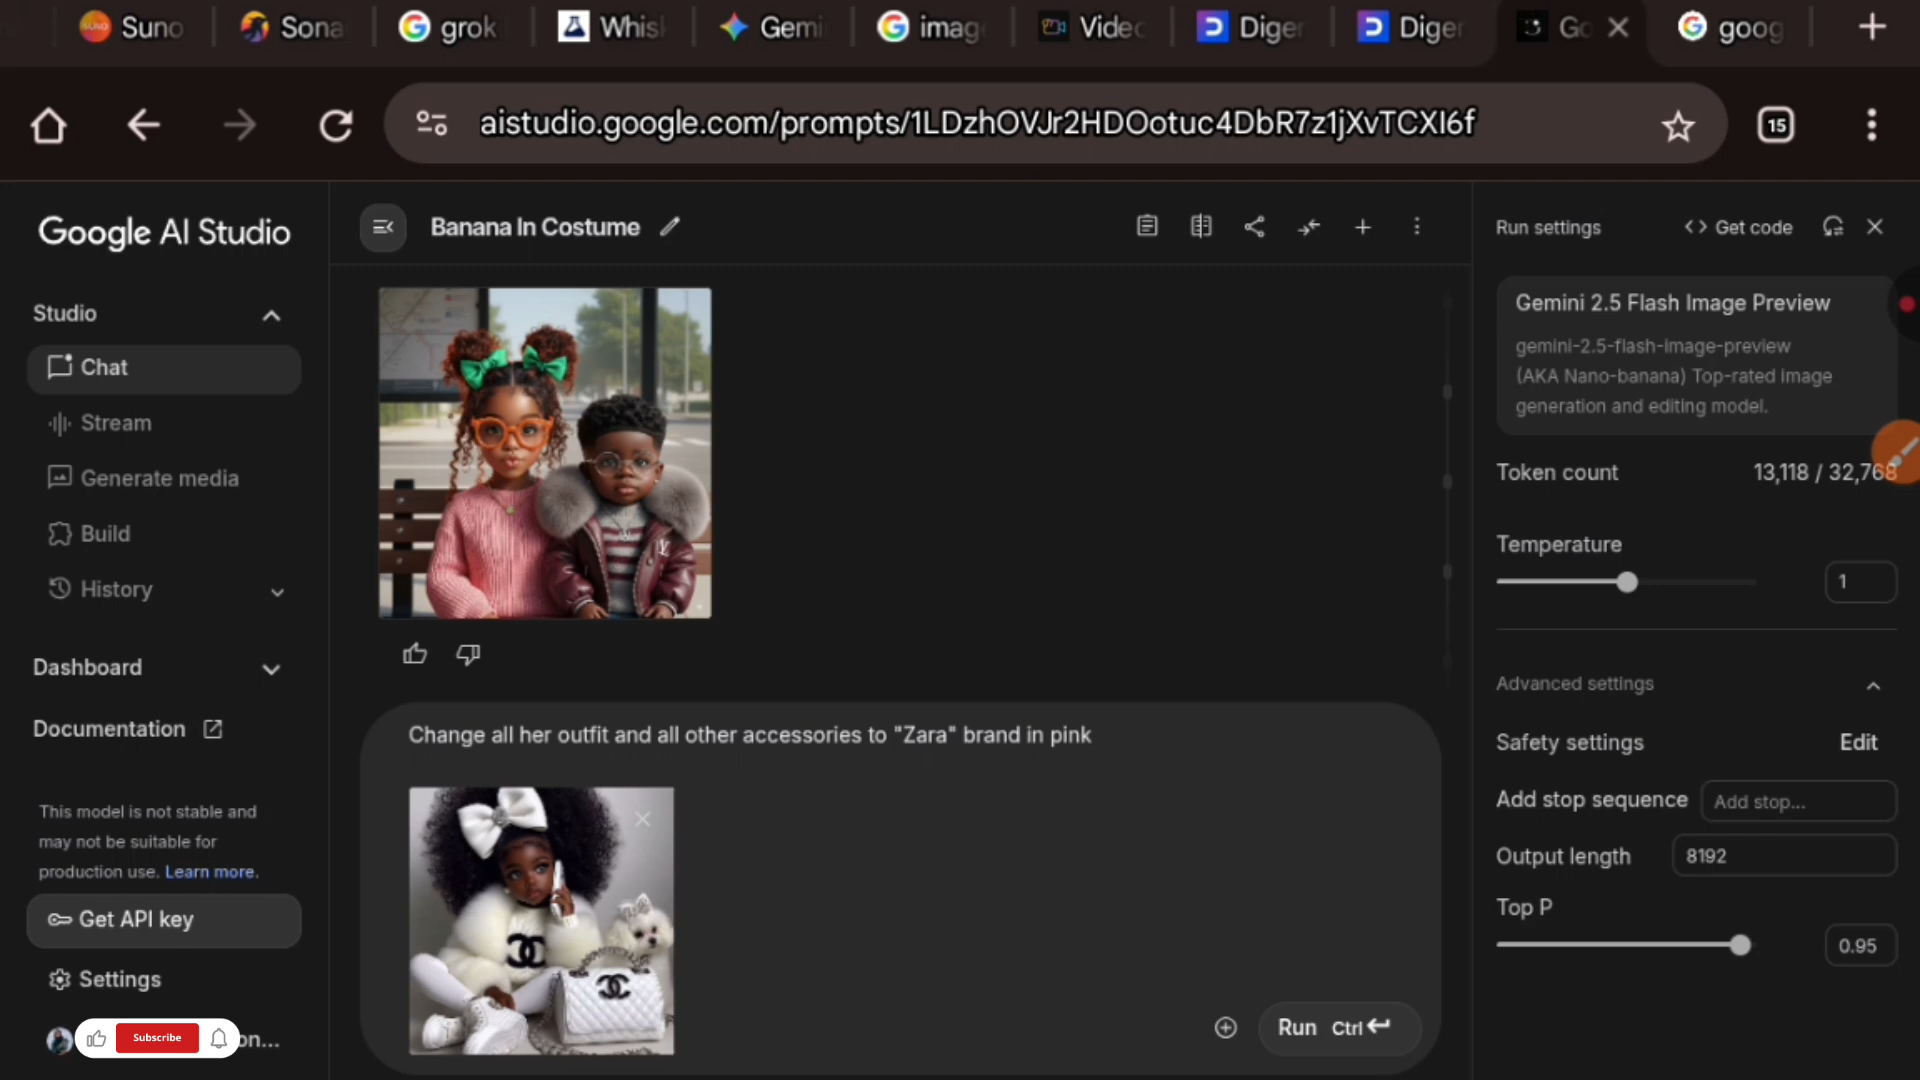 Suno
Sona
grok
Whisk
Gemi
imag
Video
Diger
Diger
Go
goog
aistudio.google.com/prompts/1LDzhOVJr2HDOotuc4DbR7z1jXvTCXI6f
15
Google AI Studio
Banana In Costume
Run settings
Get code
Studio
Chat
Stream
Generate media
Build
History
Dashboard
Documentation
This model is not stable and
may not be suitable for
production use. Learn more.
Get API key
Settings
Subscribe
on...
Change all her outfit and all other accessories to "Zara" brand in pink
Run Ctrl
Gemini 2.5 Flash Image Preview
gemini-2.5-flash-image-preview
(AKA Nano-banana) Top-rated image
generation and editing model.
Token count 13,118 / 32,768
Temperature
1
Advanced settings
Safety settings Edit
Add stop sequence Add stop...
Output length 8192
Top P
0.95